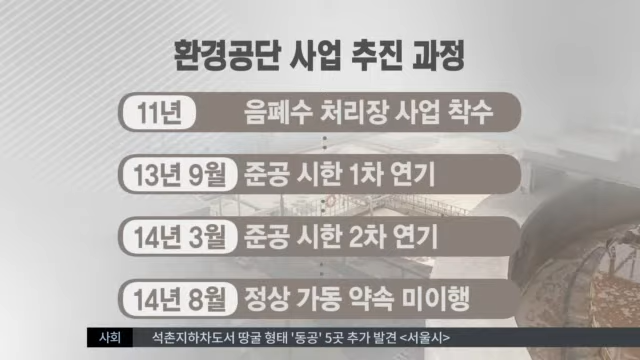 환경공단 사업 추진 과정
11년 음폐수 처리장 사업 착수
13년 9월 준공 시한 1차 연기
14년 3월 준공 시한 2차 연기
14년 8월 정상 가동 약속 미이행
사회 석촌지하차도서 땅굴 형태 '동공' 5곳 추가 발견 <서울시>